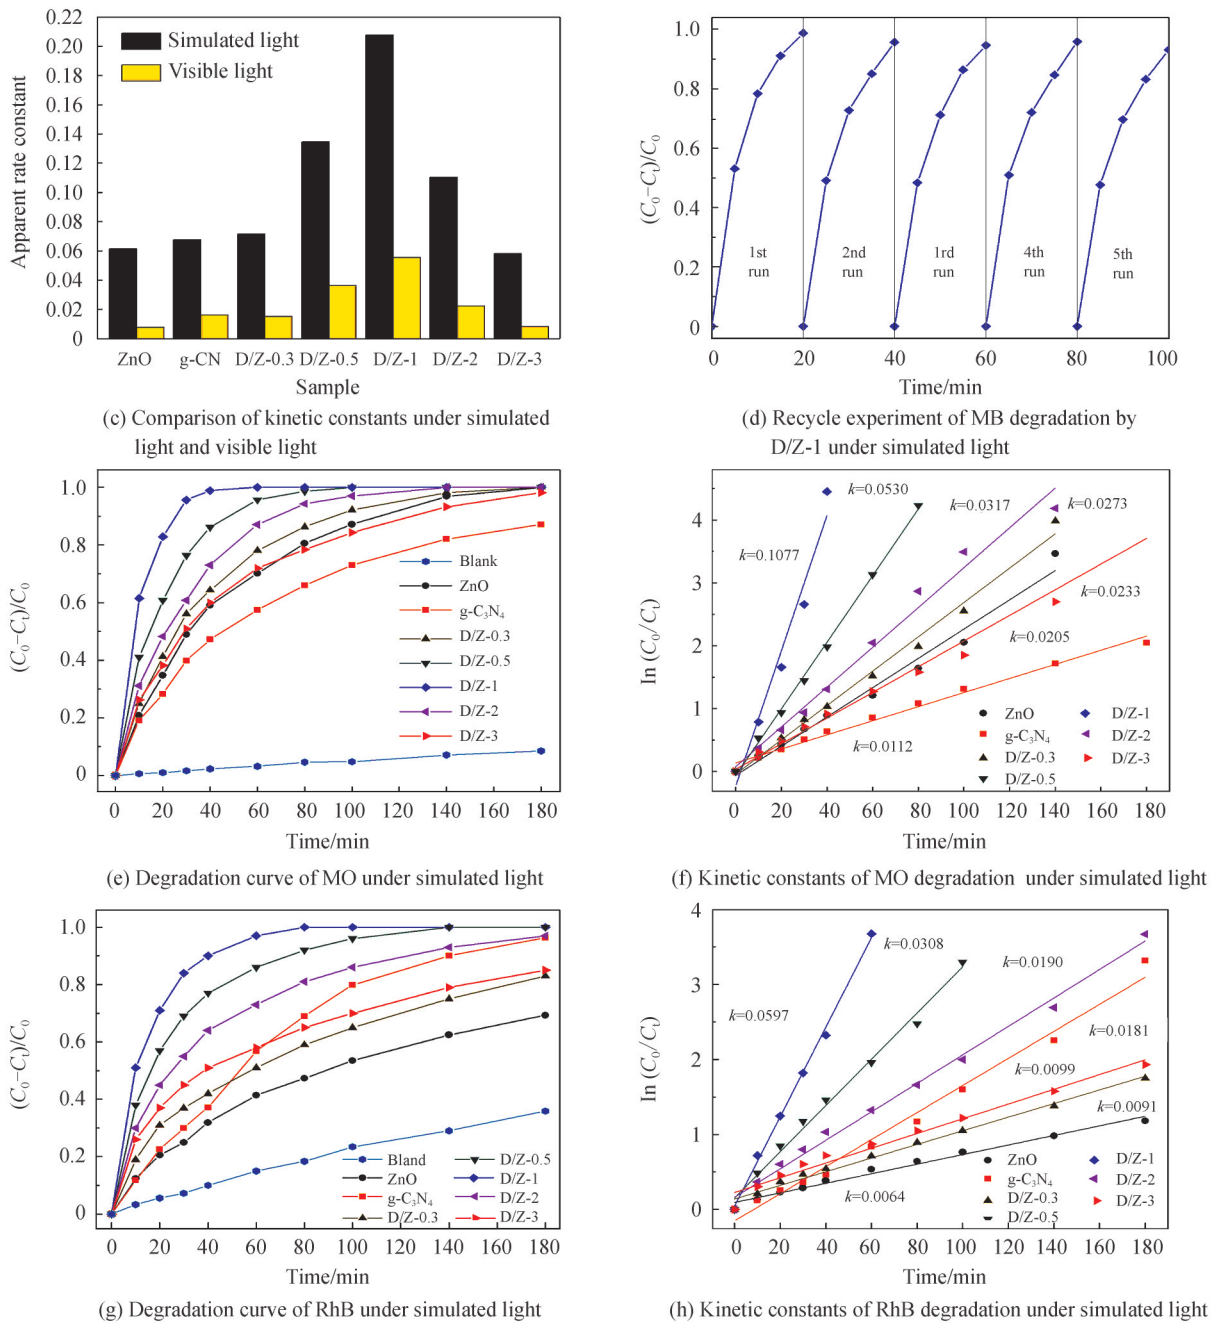 0.22
0.20
0.18
0.16
0.14
0.12
0.10
0.08
0.06
0.04
0.02
0
Apparent rate constant
Simulated light
Visible light
ZnO g-CN D/Z-0.3 D/Z-0.5 D/Z-1 D/Z-2 D/Z-3
Sample
(c) Comparison of kinetic constants under simulated
light and visible light
1.0
0.8
0.6
0.4
0.2
0
(C₀−Cₜ)/C₀
1st
run
2nd
run
1rd
run
4th
run
5th
run
0 20 40 60 80 100
Time/min
(d) Recycle experiment of MB degradation by
D/Z-1 under simulated light
1.0
0.8
0.6
0.4
0.2
0
(C₀−Cₜ)/C₀
Bland
ZnO
g-C₃N₄
D/Z-0.3
D/Z-0.5
D/Z-1
D/Z-2
D/Z-3
0 20 40 60 80 100 120 140 160 180
Time/min
(e) Degradation curve of MO under simulated light
4
3
2
1
0
ln (C₀/Cₜ)
k=0.0530
k=0.0317
k=0.0273
k=0.1077
k=0.0233
k=0.0205
k=0.0112
ZnO
g-C₃N₄
D/Z-0.3
D/Z-0.5
D/Z-1
D/Z-2
D/Z-3
0 20 40 60 80 100 120 140 160 180
Time/min
(f) Kinetic constants of MO degradation under simulated light
1.0
0.8
0.6
0.4
0.2
0
(C₀−Cₜ)/C₀
Bland
ZnO
g-C₃N₄
D/Z-0.3
D/Z-0.5
D/Z-1
D/Z-2
D/Z-3
0 20 40 60 80 100 120 140 160 180
Time/min
(g) Degradation curve of RhB under simulated light
4
3
2
1
0
ln (C₀/Cₜ)
k=0.0308
k=0.0190
k=0.0597
k=0.0181
k=0.0099
k=0.0091
k=0.0064
ZnO
g-C₃N₄
D/Z-0.3
D/Z-0.5
D/Z-1
D/Z-2
D/Z-3
0 20 40 60 80 100 120 140 160 180
Time/min
(h) Kinetic constants of RhB degradation under simulated light